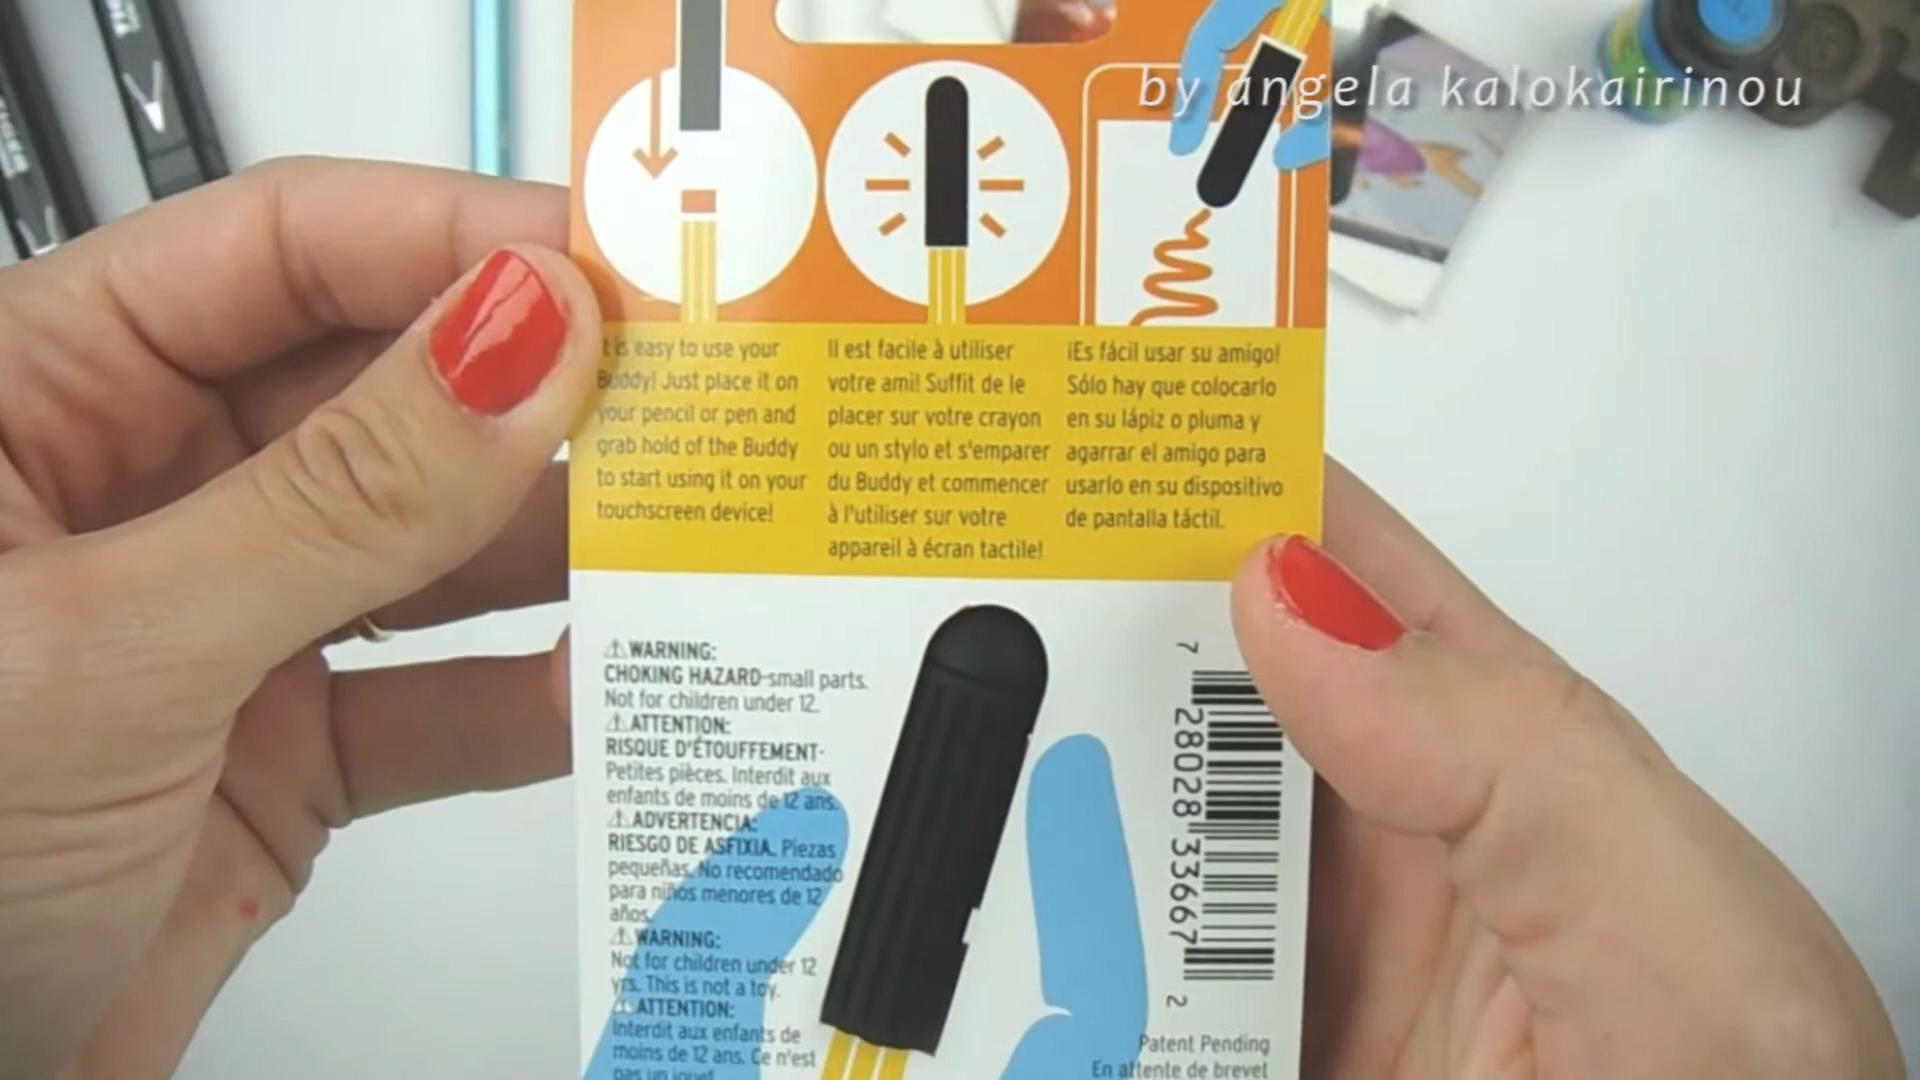 by angela kalokairinou
t is easy to use your
Buddy! Just place it on
your pencil or pen and
grab hold of the Buddy
to start using it on your
touchscreen device!
Il est facile à utiliser
votre ami! Suffit de le
placer sur votre crayon
ou un stylo et s'emparer
du Buddy et commencer
à l'utiliser sur votre
appareil à écran tactile!
¡Es fácil usar su amigo!
Sólo hay que colocarlo
en su lápiz o pluma y
agarrar el amigo para
usarlo en su dispositivo
de pantalla táctil.
⚠WARNING:
CHOKING HAZARD-small parts.
Not for children under 12.
⚠ATTENTION:
RISQUE D'ÉTOUFFEMENT-
Petites pièces. Interdit aux
enfants de moins de 12 ans.
⚠ADVERTENCIA:
RIESGO DE ASFIXIA. Piezas
pequeñas. No recomendado
para niños menores de 12
años.
⚠WARNING:
Not for children under 12
yrs. This is not a toy.
⚠ATTENTION:
Interdit aux enfants de
moins de 12 ans. Ce n'est
pas un jouet.
7 28028 33667 2
Patent Pending
En attente de brevet